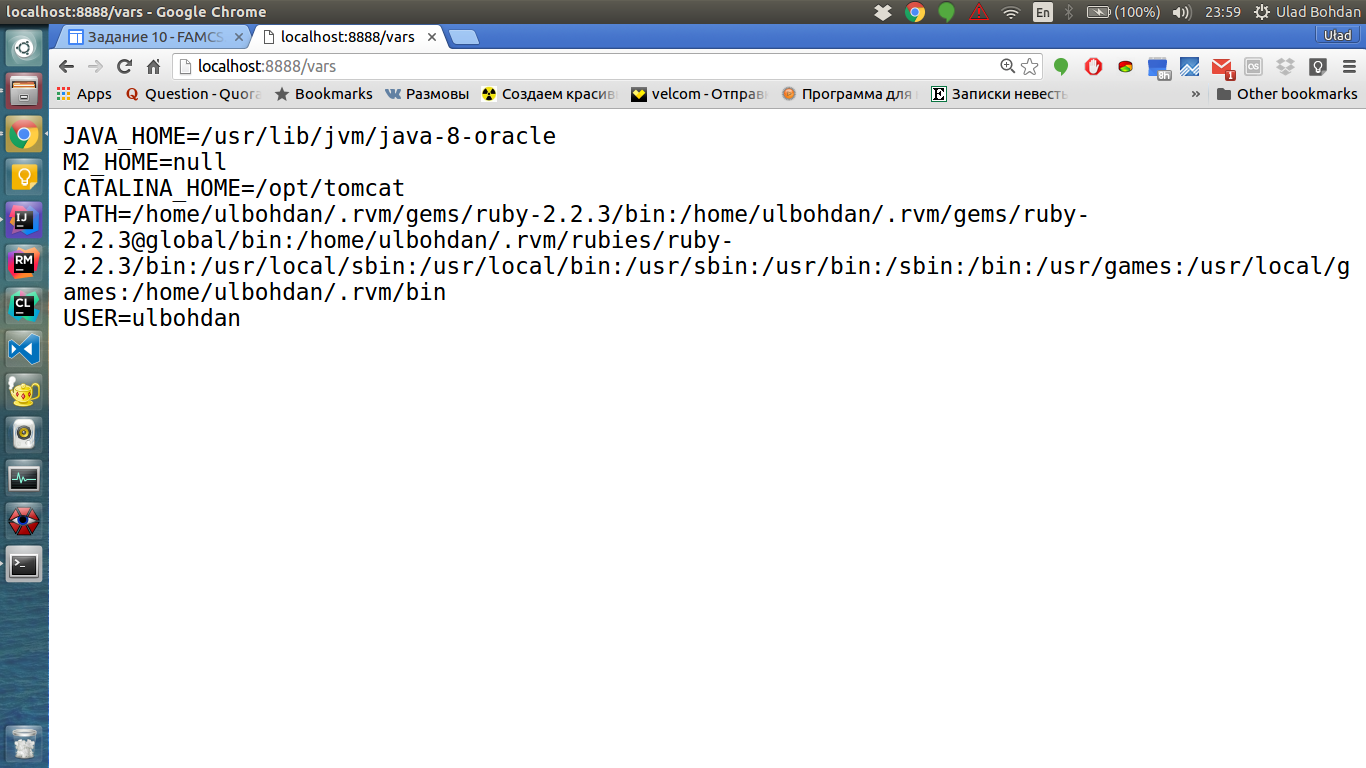 localhost:8888/vars - Google Chrome
En
(100%)
23:59
Ulad Bohdan
Задание 10 - FAMCS
localhost:8888/vars
Uład
localhost:8888/vars
8h
1
Apps
Question - Quora
Bookmarks
Размовы
Создаем красив
velcom - Отправ
Программа для
Записки невест
»
Other bookmarks
JAVA_HOME=/usr/lib/jvm/java-8-oracle
M2_HOME=null
CATALINA_HOME=/opt/tomcat
PATH=/home/ulbohdan/.rvm/gems/ruby-2.2.3/bin:/home/ulbohdan/.rvm/gems/ruby-
2.2.3@global/bin:/home/ulbohdan/.rvm/rubies/ruby-
2.2.3/bin:/usr/local/sbin:/usr/local/bin:/usr/sbin:/usr/bin:/sbin:/bin:/usr/games:/usr/local/g
ames:/home/ulbohdan/.rvm/bin
USER=ulbohdan
IJ
RM
CL